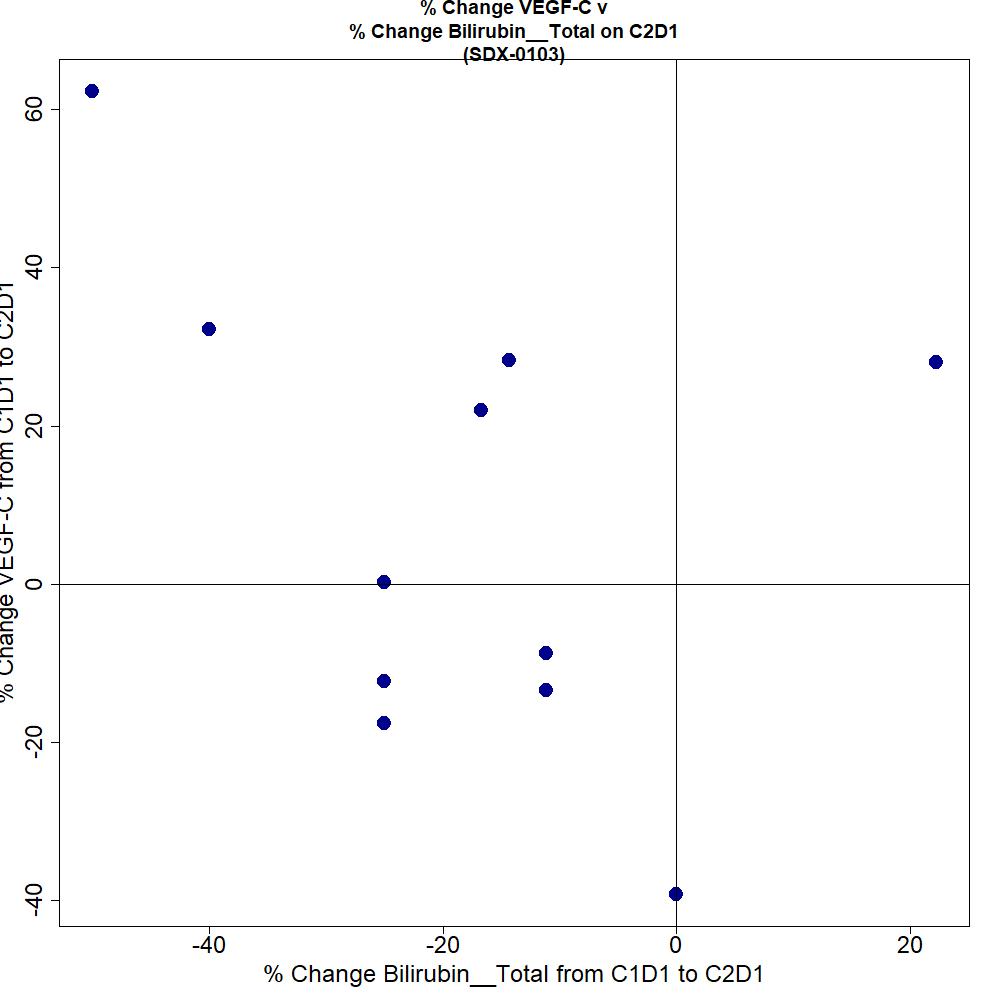 % Change VEGF-C v
% Change Bilirubin__Total on C2D1
(SDX-0103)
% Change VEGF-C from C1D1 to C2D1
60
40
20
0
-20
-40
-40
-20
0
20
% Change Bilirubin__Total from C1D1 to C2D1